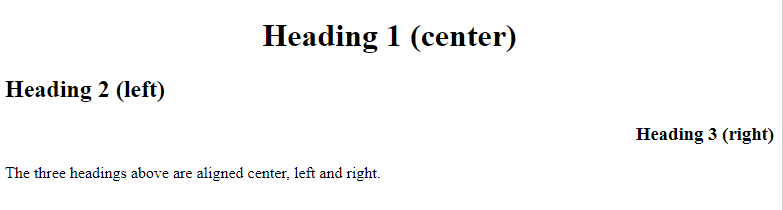 Heading 1 (center)
Heading 2 (left)
Heading 3 (right)
The three headings above are aligned center, left and right.